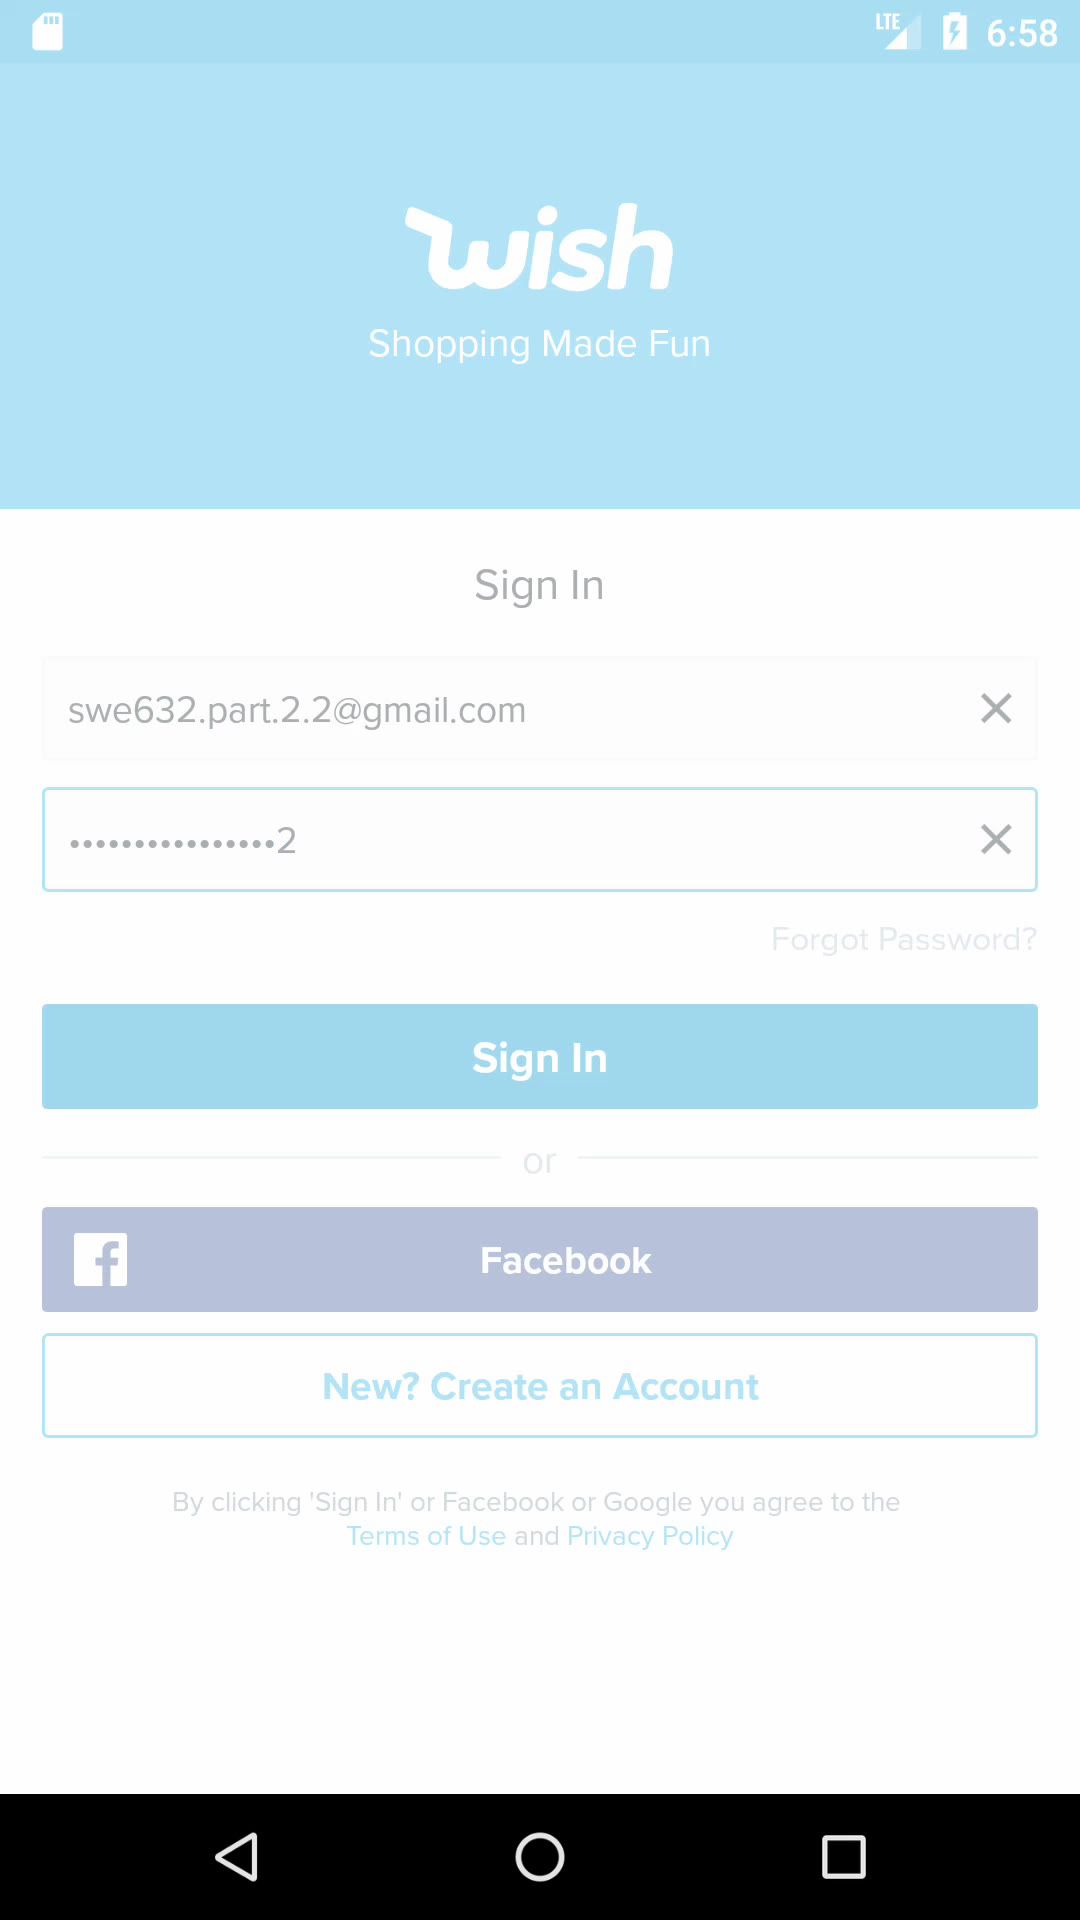 LTE 6:58
wish
Shopping Made Fun
Sign In
swe632.part.2.2@gmail.com
••••••••••••••••2
Forgot Password?
Sign In
or
Facebook
New? Create an Account
By clicking 'Sign In' or Facebook or Google you agree to the
Terms of Use and Privacy Policy